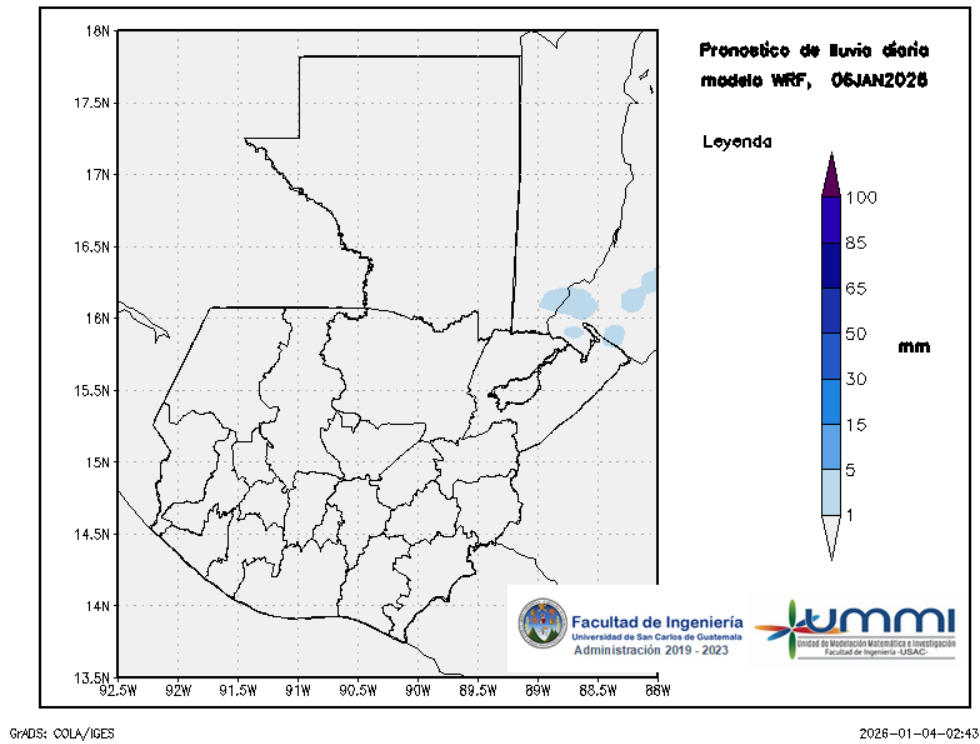 Pronostico de lluvia diaria
modelo WRF, 06JAN2026
Leyenda
100
85
65
50
30
15
5
1
mm
18N
17.5N
17N
16.5N
16N
15.5N
15N
14.5N
14N
13.5N
92.5W 92W 91.5W 91W 90.5W 90W 89.5W 89W 88.5W 88W
Facultad de Ingeniería
Universidad de San Carlos de Guatemala
Administración 2019 - 2023
ummi
Unidad de Modelación Matemática e Investigación
Facultad de Ingeniería -USAC-
GrADS: COLA/IGES
2026-01-04-02:43